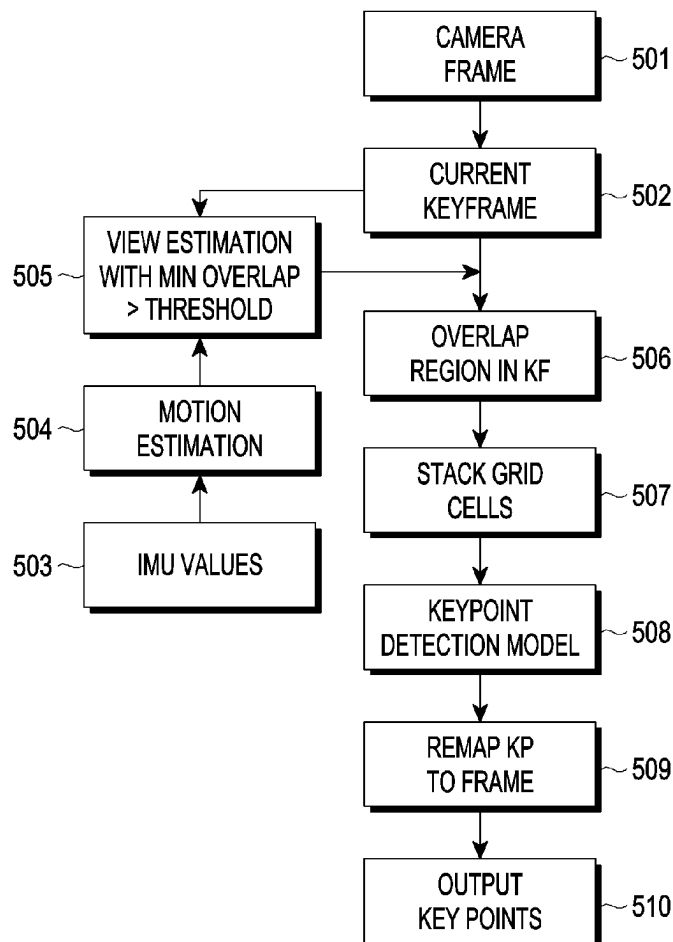 CAMERA
FRAME
501
CURRENT
KEYFRAME
502
505
VIEW ESTIMATION
WITH MIN OVERLAP
> THRESHOLD
OVERLAP
REGION IN KF
506
504
MOTION
ESTIMATION
STACK GRID
CELLS
507
503
IMU VALUES
KEYPOINT
DETECTION MODEL
508
REMAP KP
TO FRAME
509
OUTPUT
KEY POINTS
510